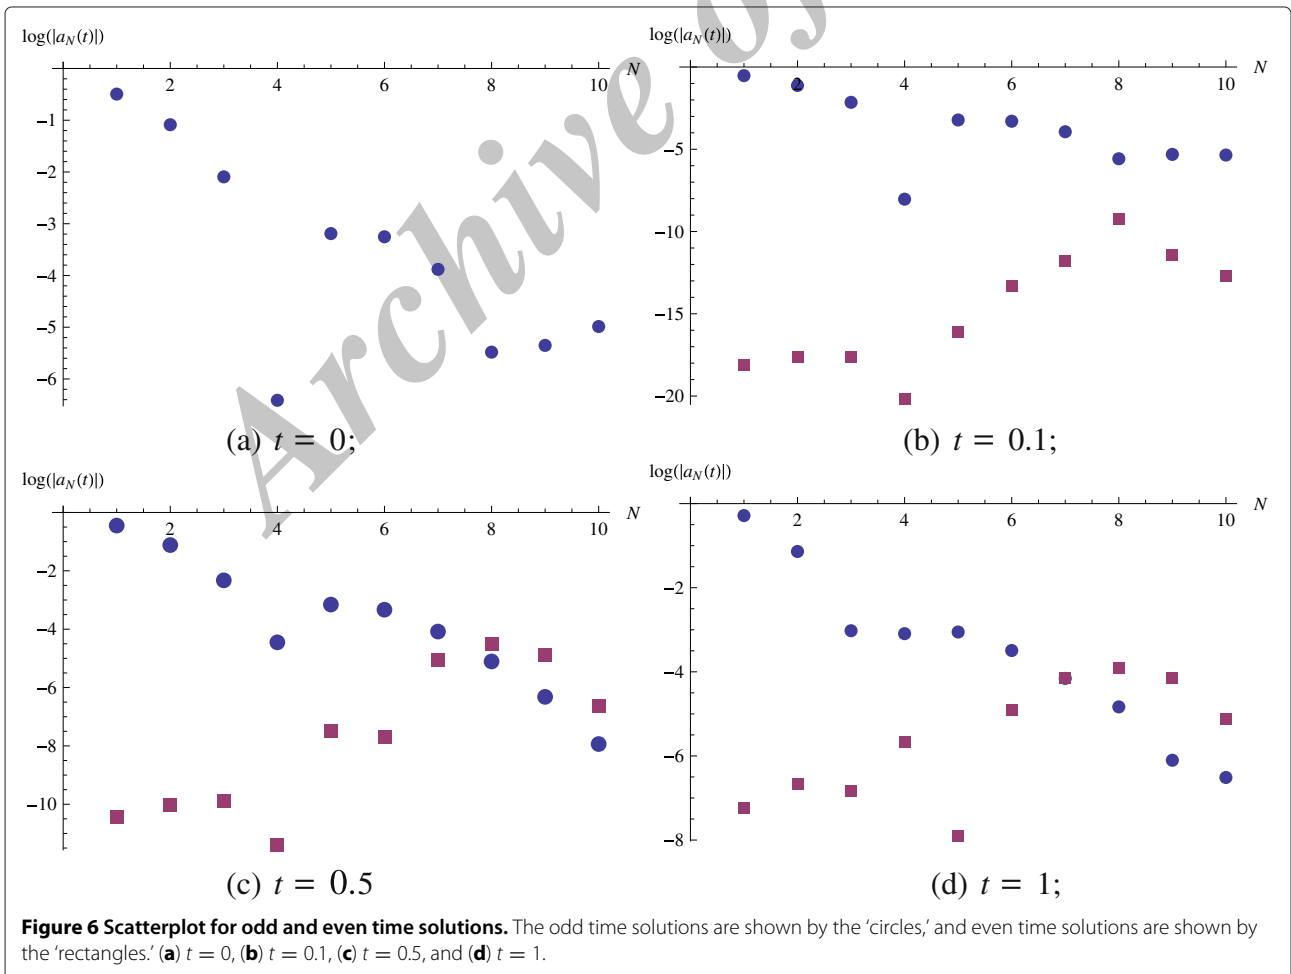 log(|a_N(t)|)
N
2 4 6 8 10
−1
−2
−3
−4
−5
−6
(a) t = 0;
log(|a_N(t)|)
N
2 4 6 8 10
−5
−10
−15
−20
(b) t = 0.1;
log(|a_N(t)|)
N
2 4 6 8 10
−2
−4
−6
−8
−10
(c) t = 0.5
log(|a_N(t)|)
N
2 4 6 8 10
−2
−4
−6
−8
(d) t = 1;
Archive of
Figure 6 Scatterplot for odd and even time solutions. The odd time solutions are shown by the ‘circles,’ and even time solutions are shown by
the ‘rectangles.’ (a) t = 0, (b) t = 0.1, (c) t = 0.5, and (d) t = 1.